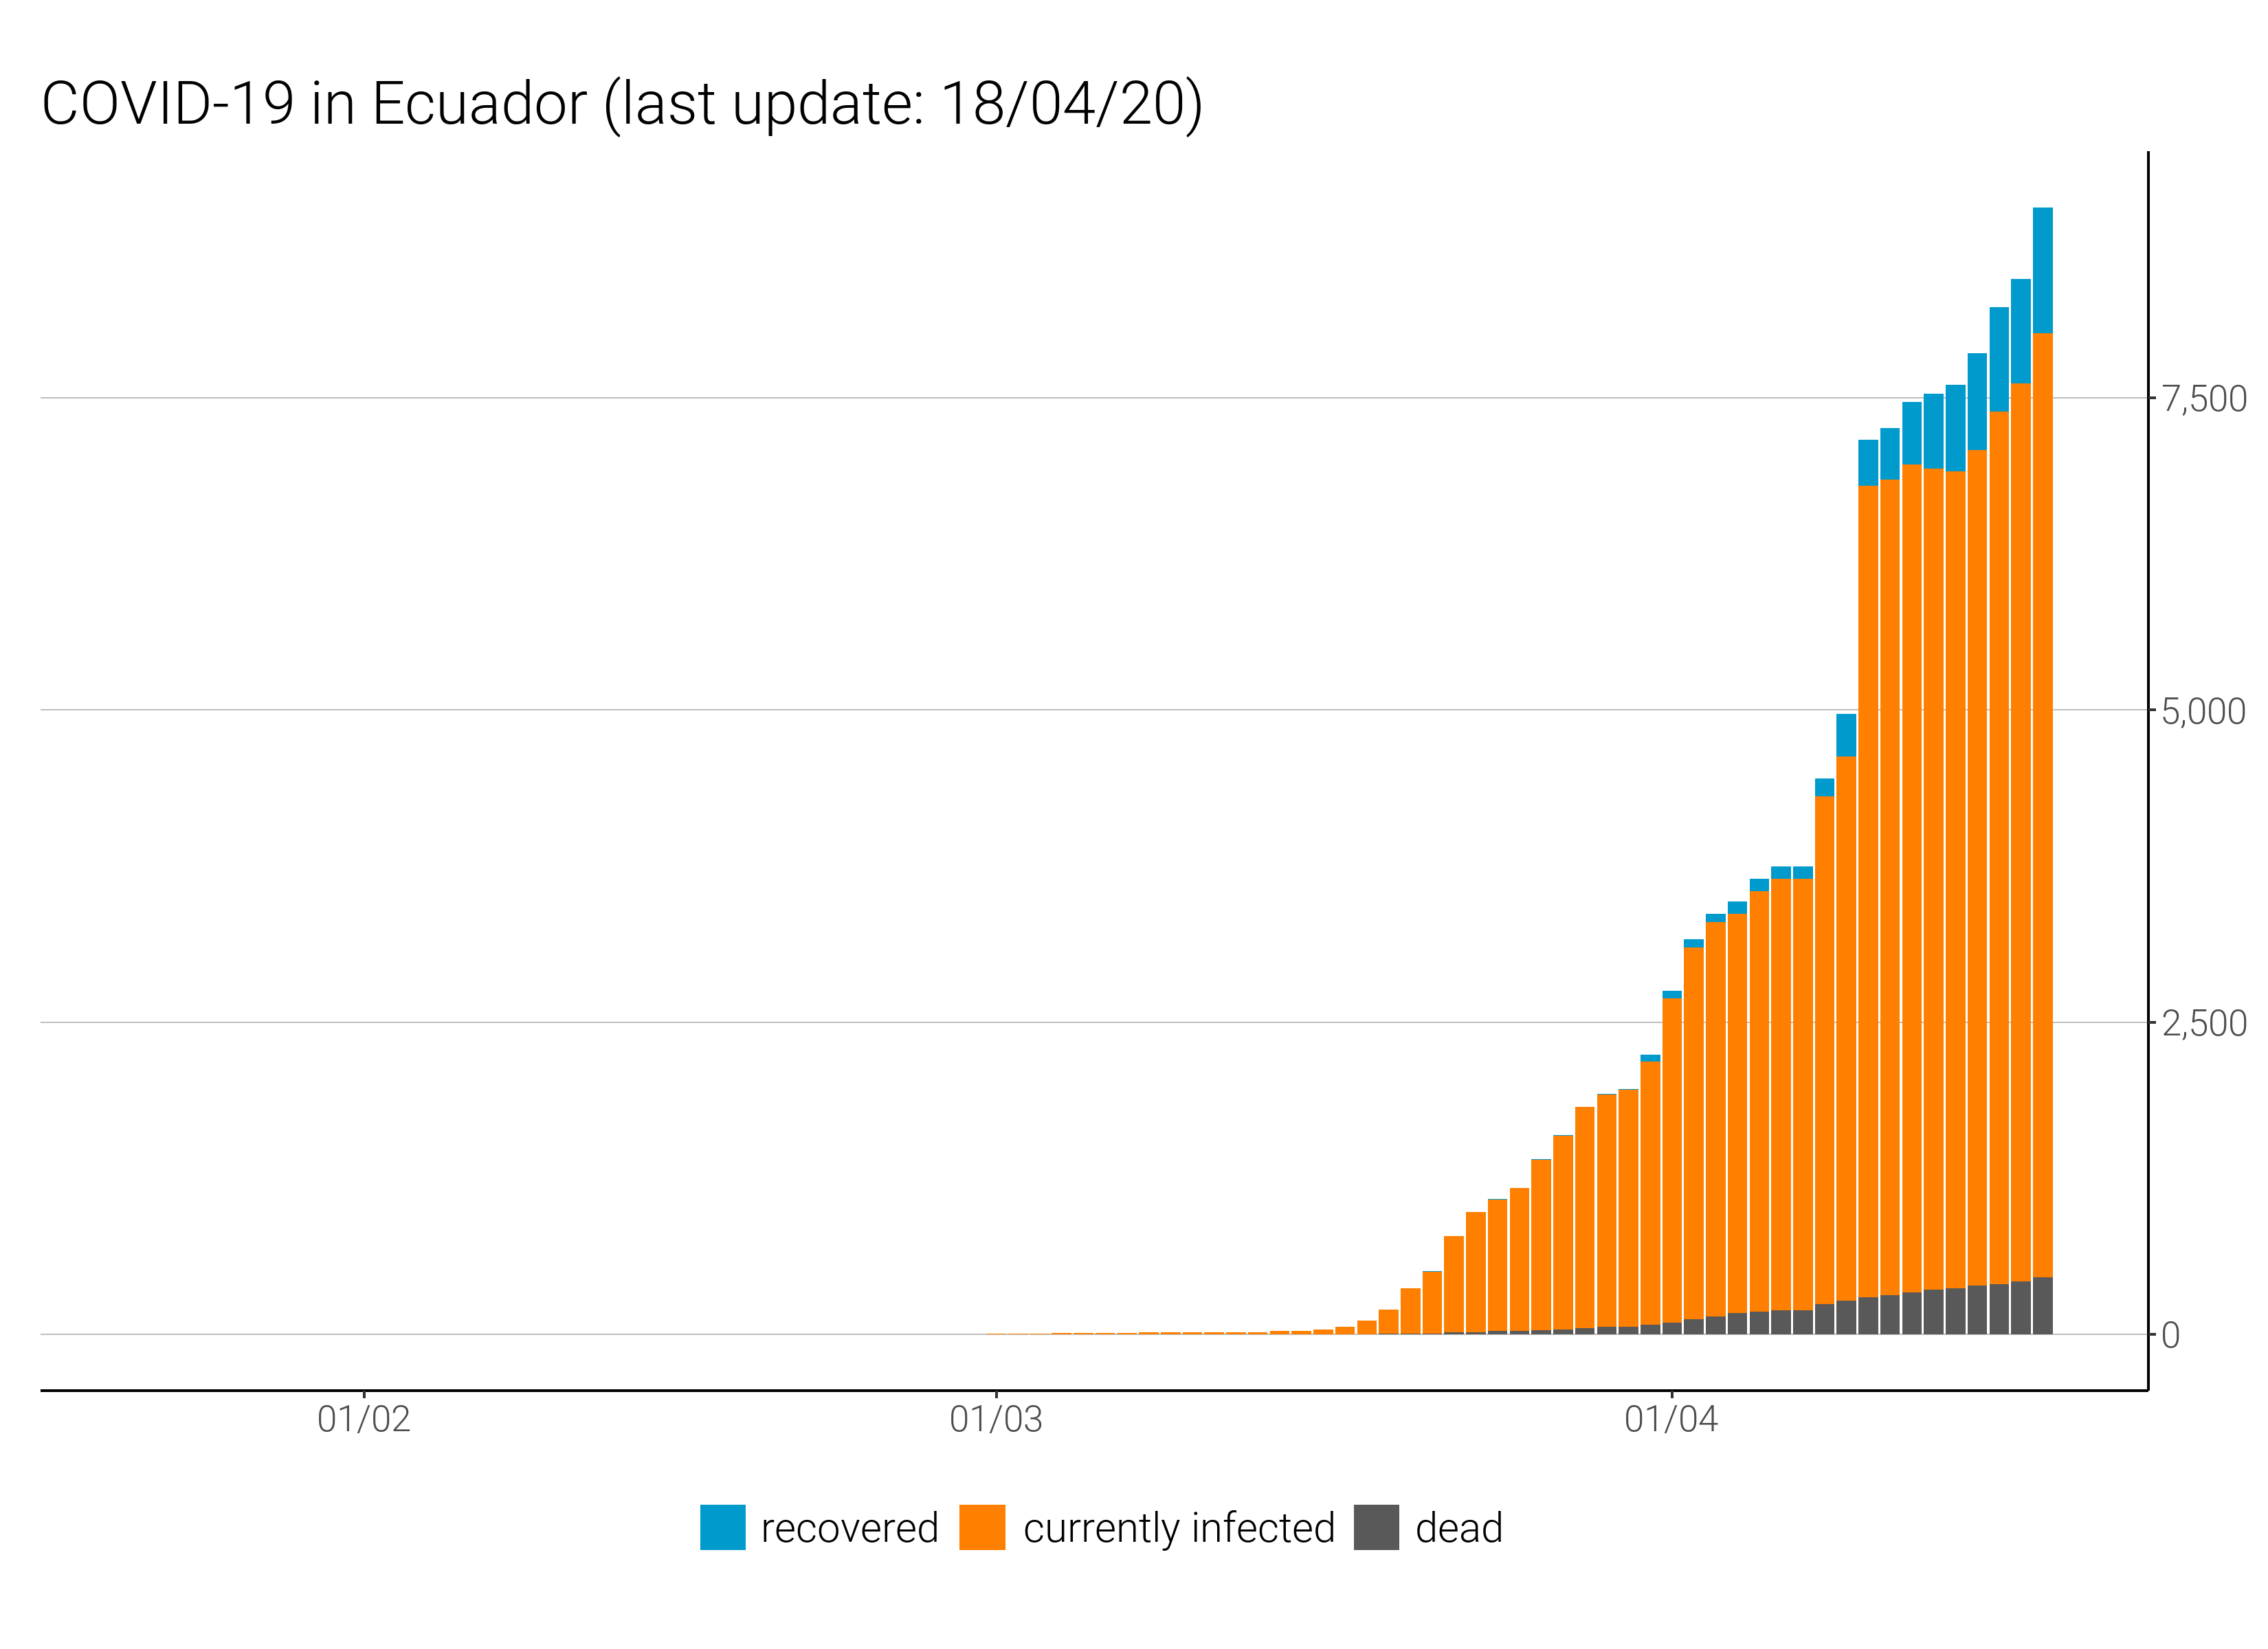 COVID-19 in Ecuador (last update: 18/04/20)
7,500
5,000
2,500
0
01/02 01/03 01/04
recovered currently infected dead